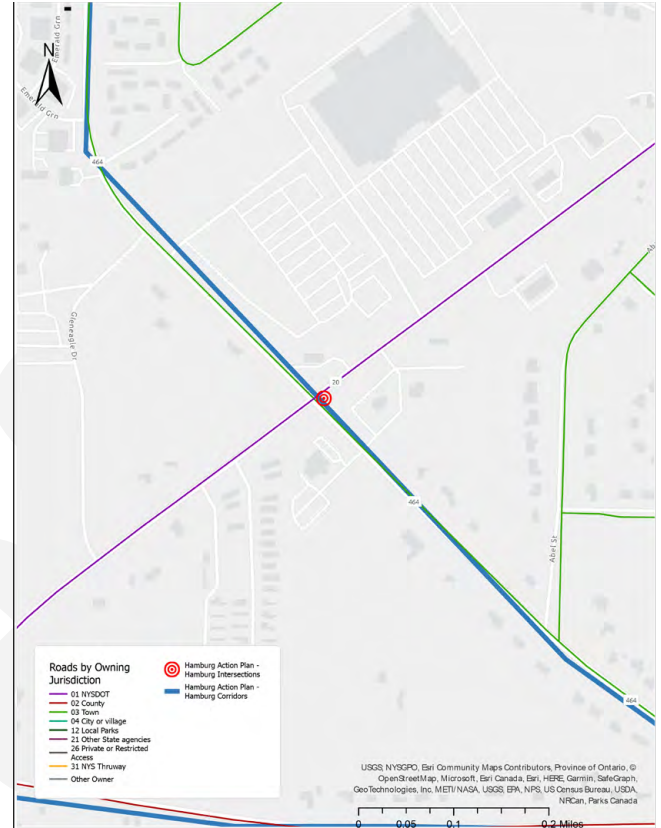 Emerald Grn
N
Emerald Grn
464
Gleneagle Dr
20
464
Abel St
464
Roads by Owning
Jurisdiction
01 NYSDOT
02 County
03 Town
04 City or village
12 Local Parks
21 Other State agencies
26 Private or Restricted
Access
31 NYS Thruway
Other Owner
Hamburg Action Plan -
Hamburg Intersections
Hamburg Action Plan -
Hamburg Corridors
USGS, NYSGPO, Esri Community Maps Contributors, Province of Ontario, ©
OpenStreetMap, Microsoft, Esri Canada, Esri, HERE, Garmin, SafeGraph,
GeoTechnologies, Inc, METI/ NASA, USGS, EPA, NPS, US Census Bureau, USDA,
NRCan, Parks Canada
0 0.05 0.1 0.2 Miles